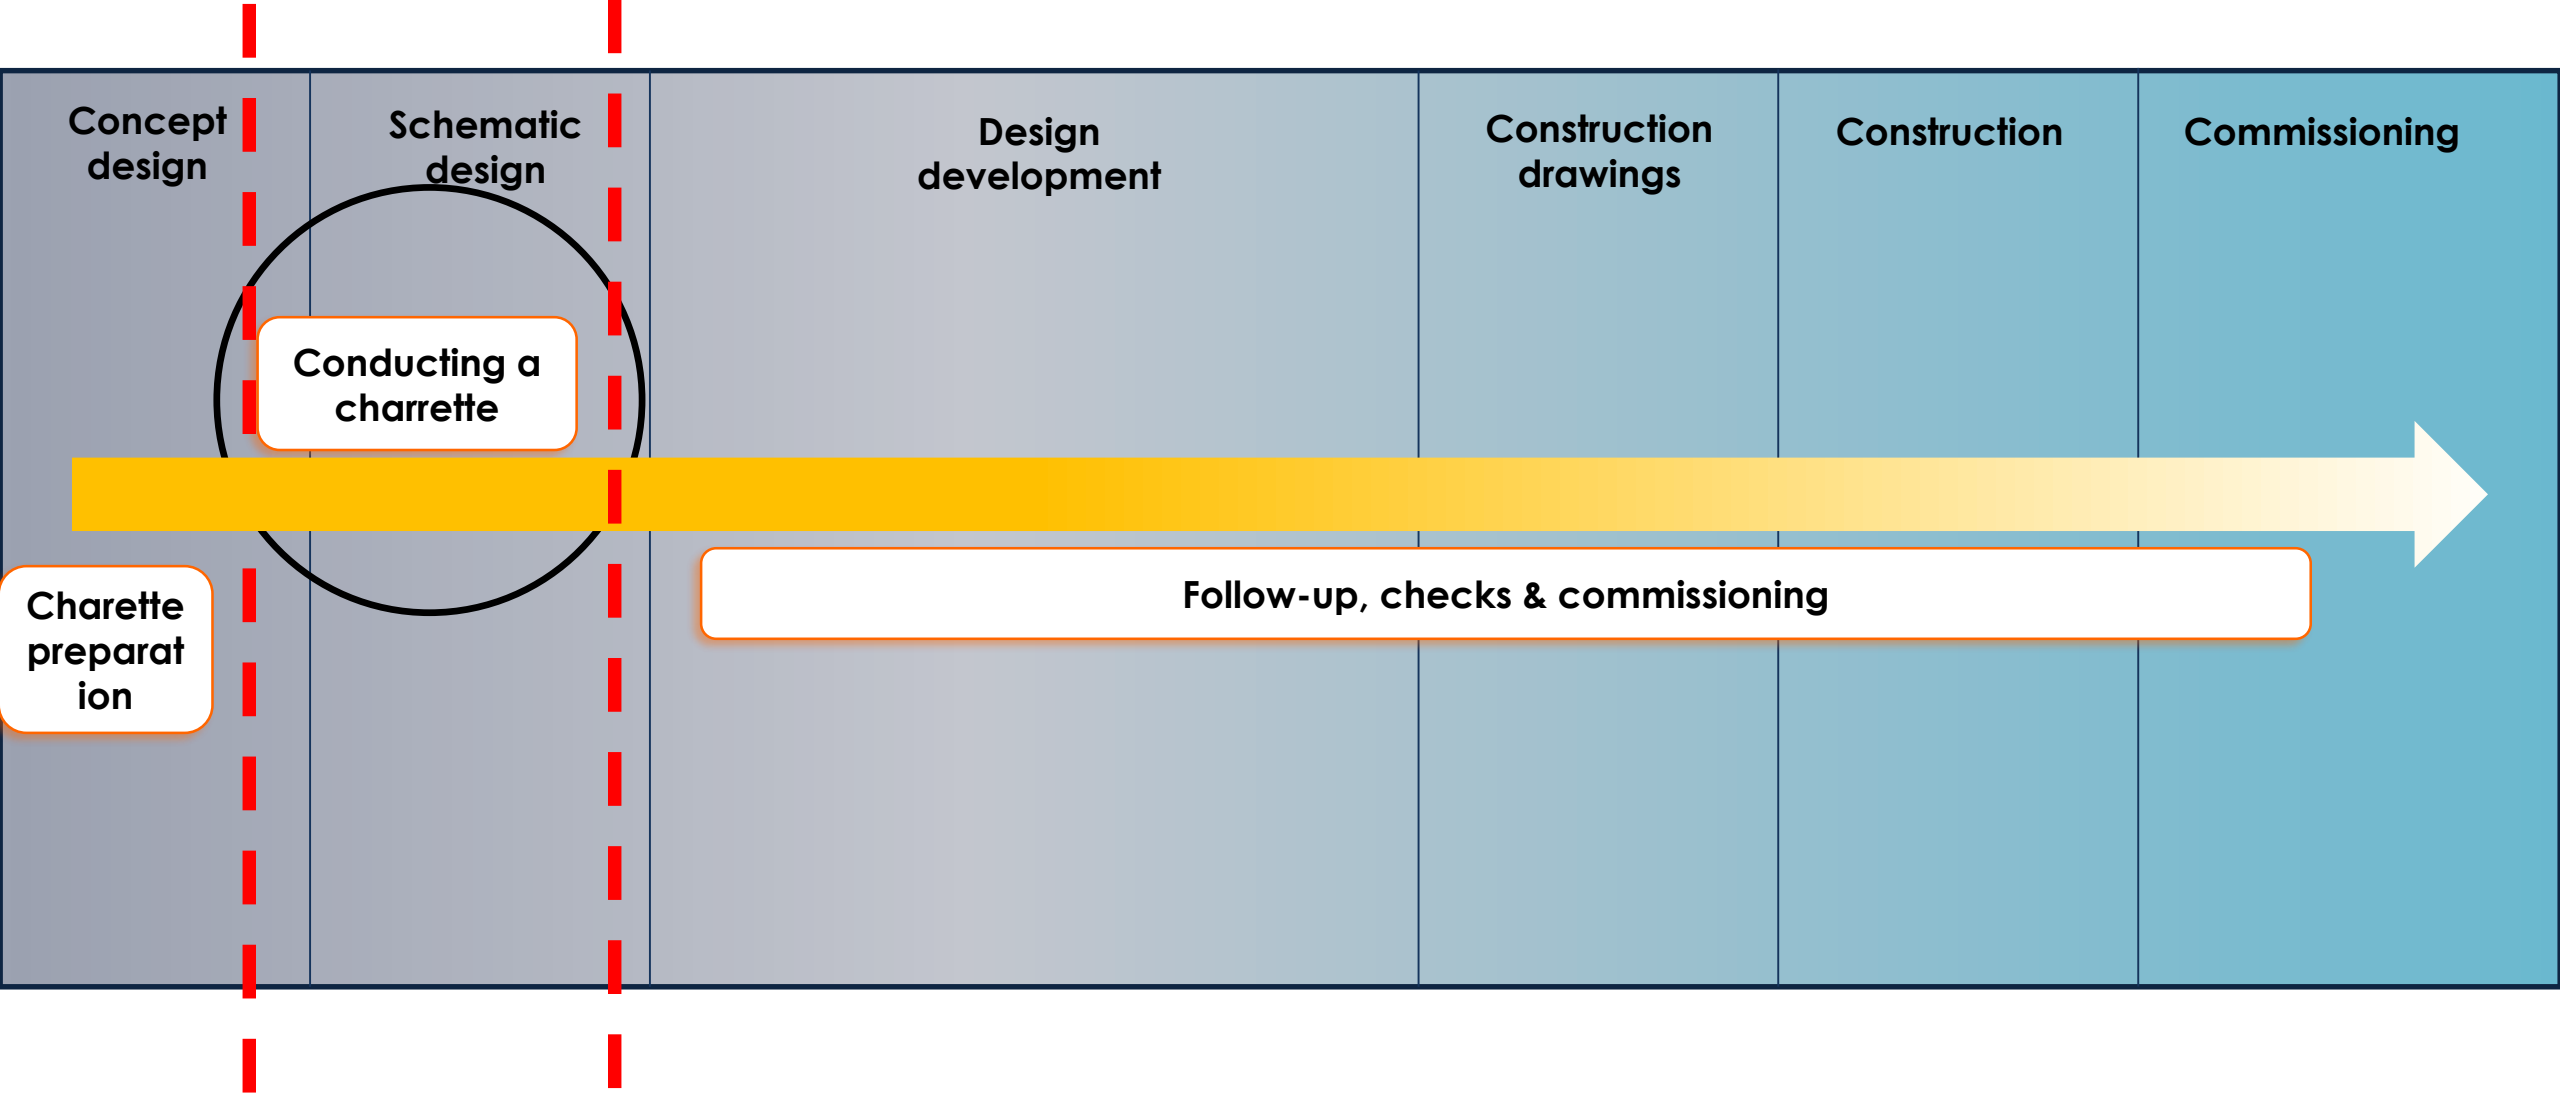 Concept
design
Schematic
design
Design
development
Construction
drawings
Construction
Commissioning
Conducting a
charrette
Charette
preparat
ion
Follow-up, checks & commissioning